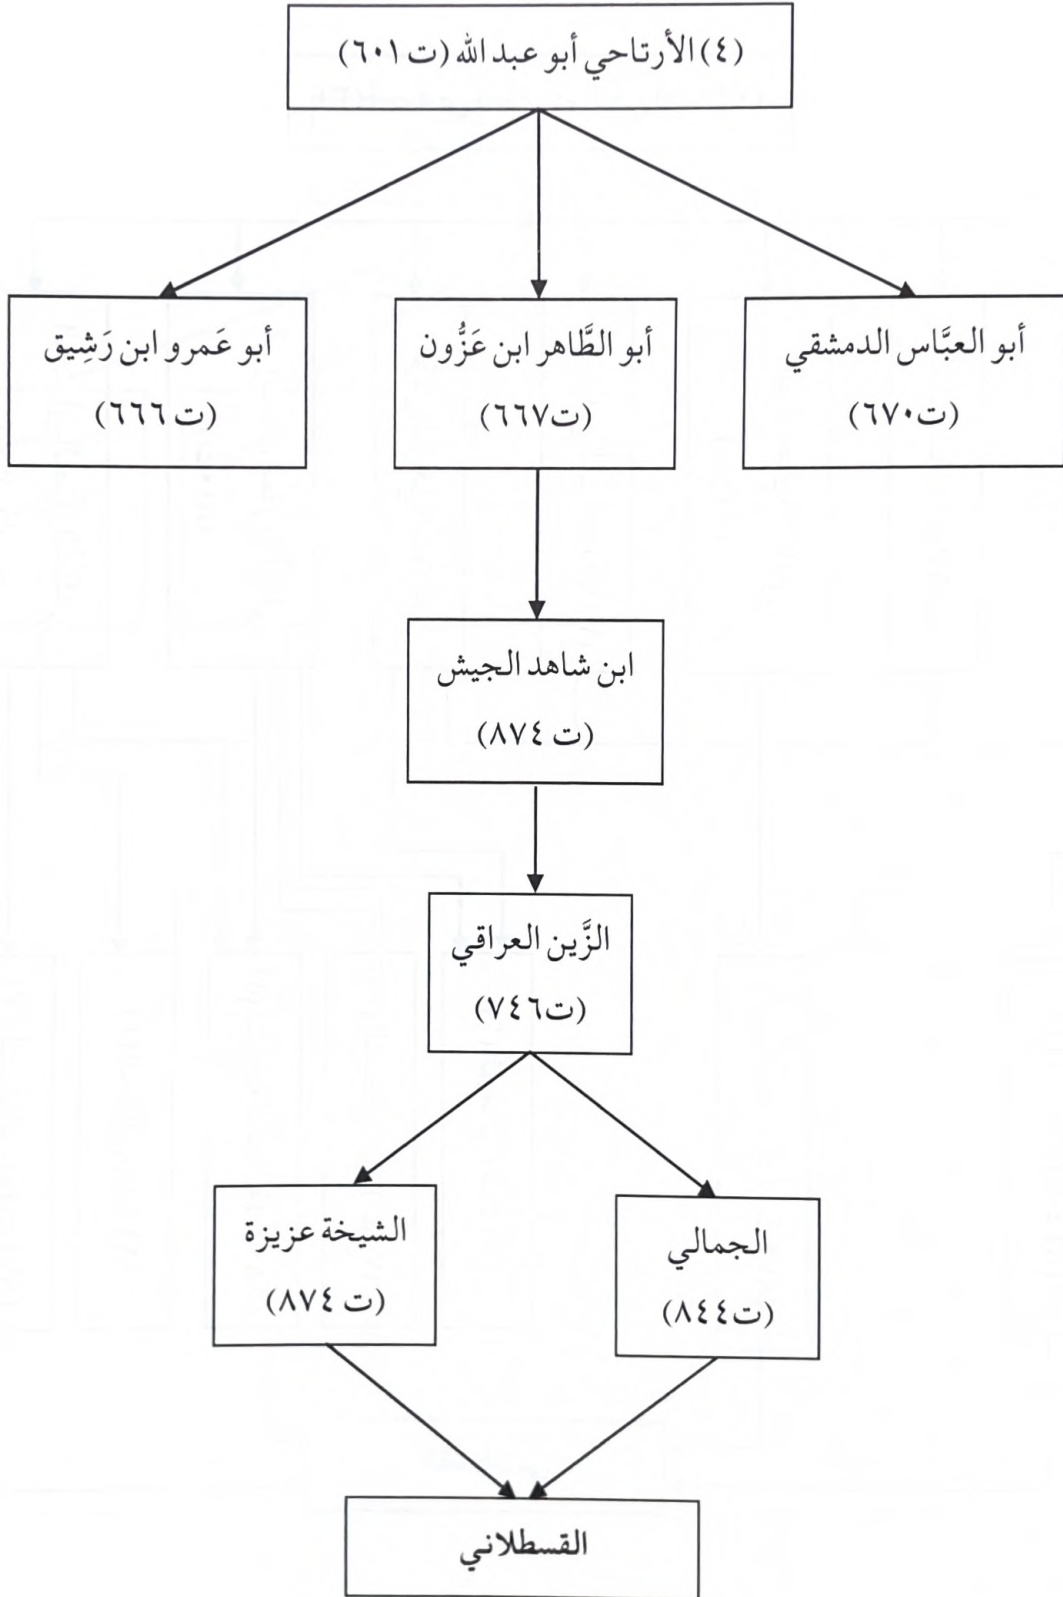 (٤) الأرتاحي أبو عبد الله (ت ٦٠١)
أبو العبَّاس الدمشقي
(ت٦٧٠)
أبو الطَّاهر ابن عَزُّون
(ت٦٦٧)
أبو عَمرو ابن رَشِيق
(ت ٦٦٦)
ابن شاهد الجيش
(ت ٨٧٤)
الزَّين العراقي
(ت٧٤٦)
الجمالي
(ت٨٤٤)
الشيخة عزيزة
(ت ٨٧٤)
القسطلاني